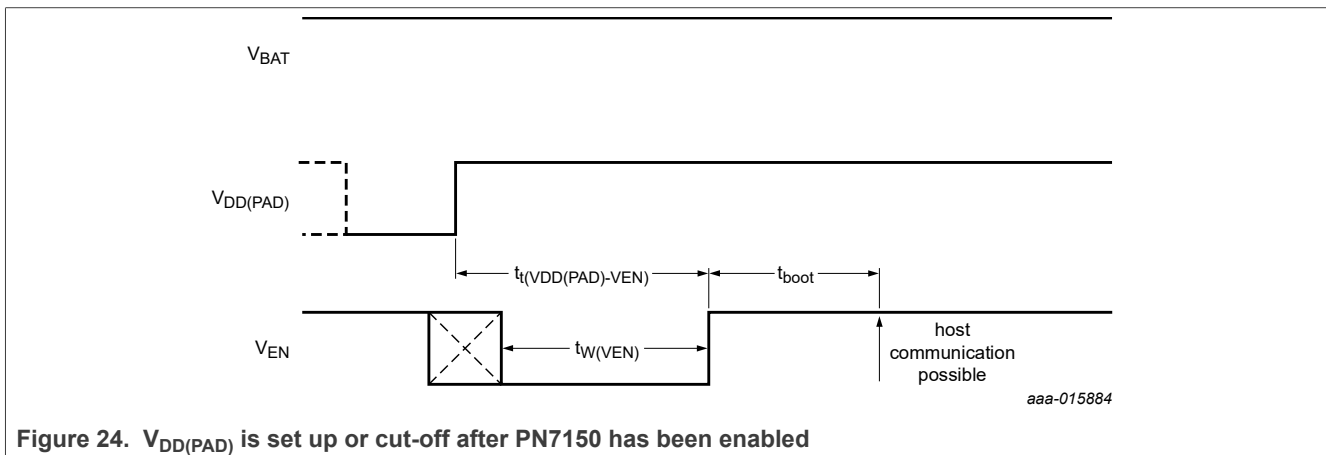 VBAT
VDD(PAD)
tt(VDD(PAD)-VEN)
tboot
VEN
tW(VEN)
host
communication
possible
aaa-015884
Figure 24. VDD(PAD) is set up or cut-off after PN7150 has been enabled